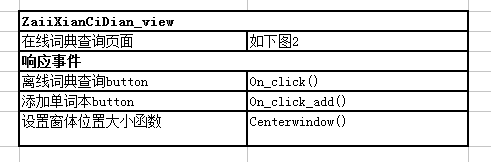 ZaiiXianCiDian_view
在线词典查询页面 如下图2
响应事件
离线词典查询button On_click()
添加单词本button On_click_add()
设置窗体位置大小函数 Centerwindow()